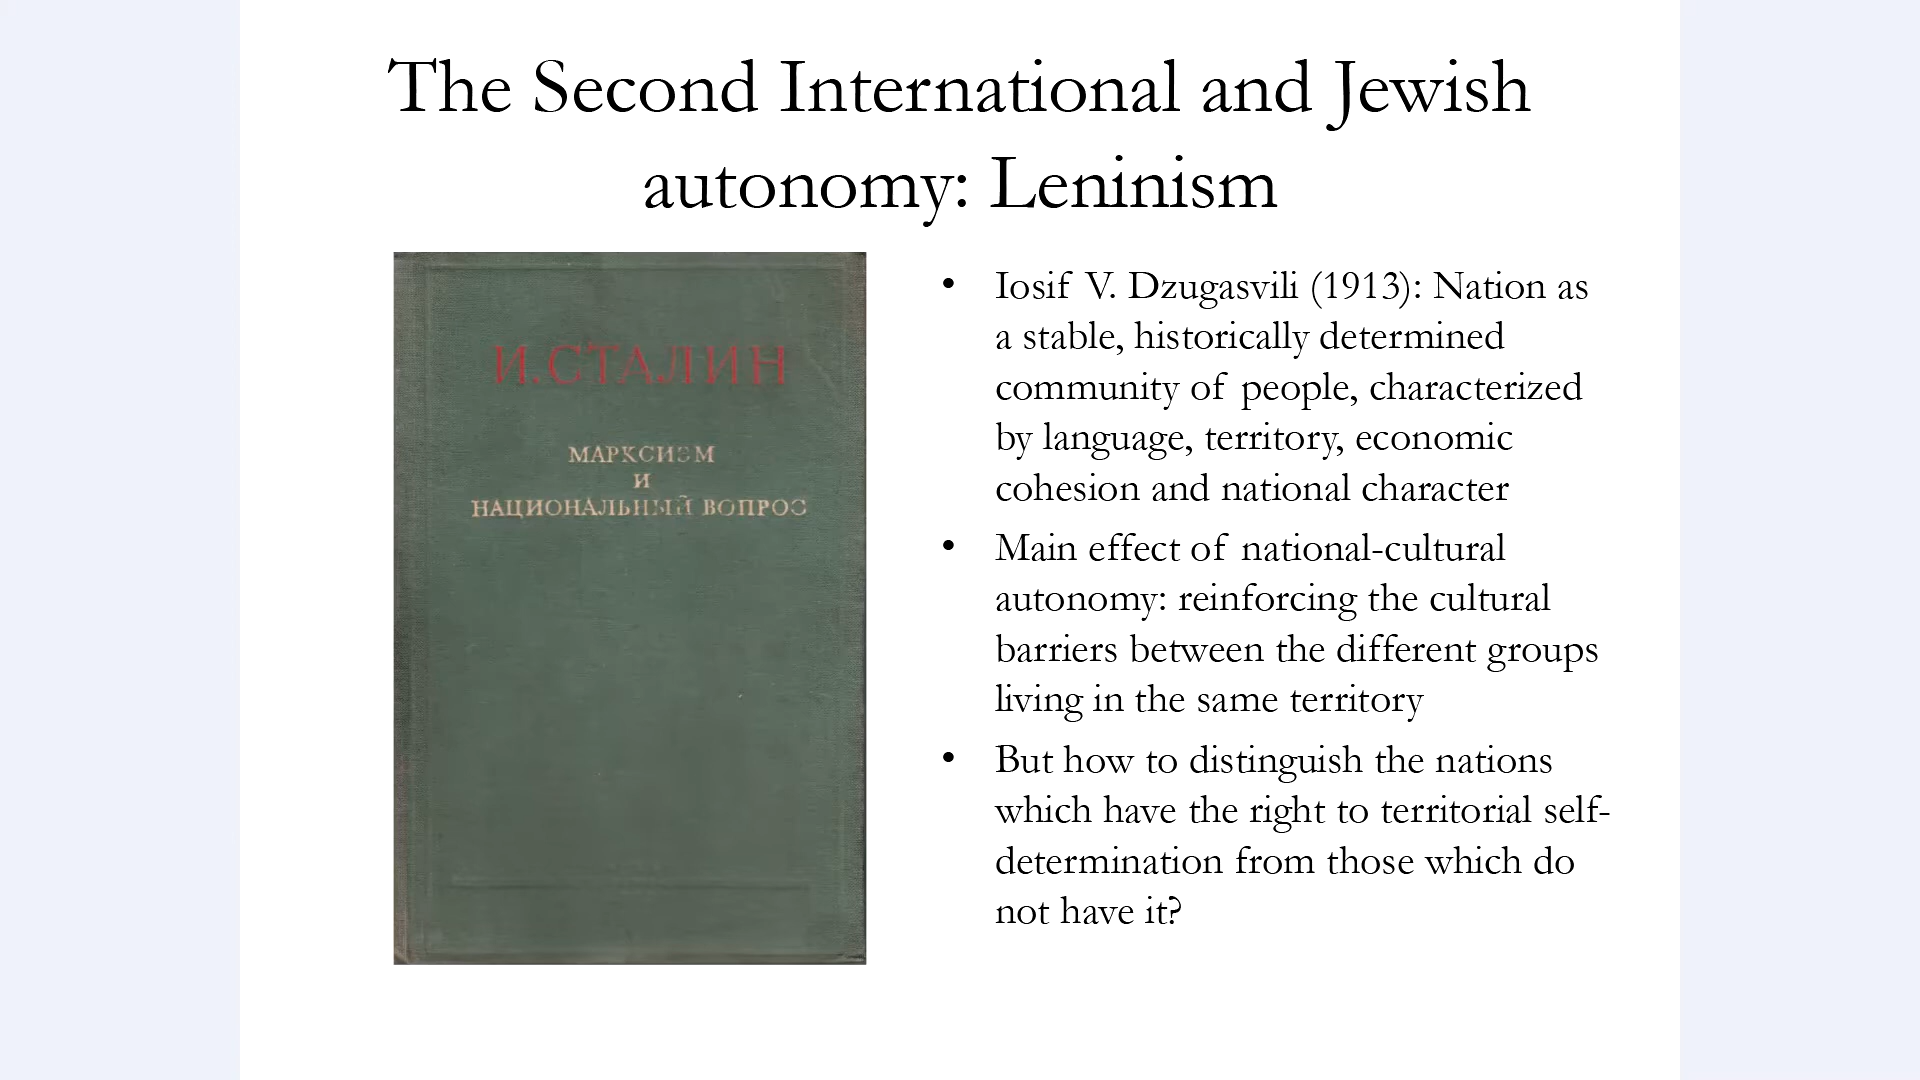 The Second International and Jewish
autonomy: Leninism
И.СТАЛИН
МАРКСИЗМ
И
НАЦИОНАЛЬНЫЙ ВОПРОС
• Iosif V. Dzugasvili (1913): Nation as
a stable, historically determined
community of people, characterized
by language, territory, economic
cohesion and national character
• Main effect of national-cultural
autonomy: reinforcing the cultural
barriers between the different groups
living in the same territory
• But how to distinguish the nations
which have the right to territorial self-
determination from those which do
not have it?